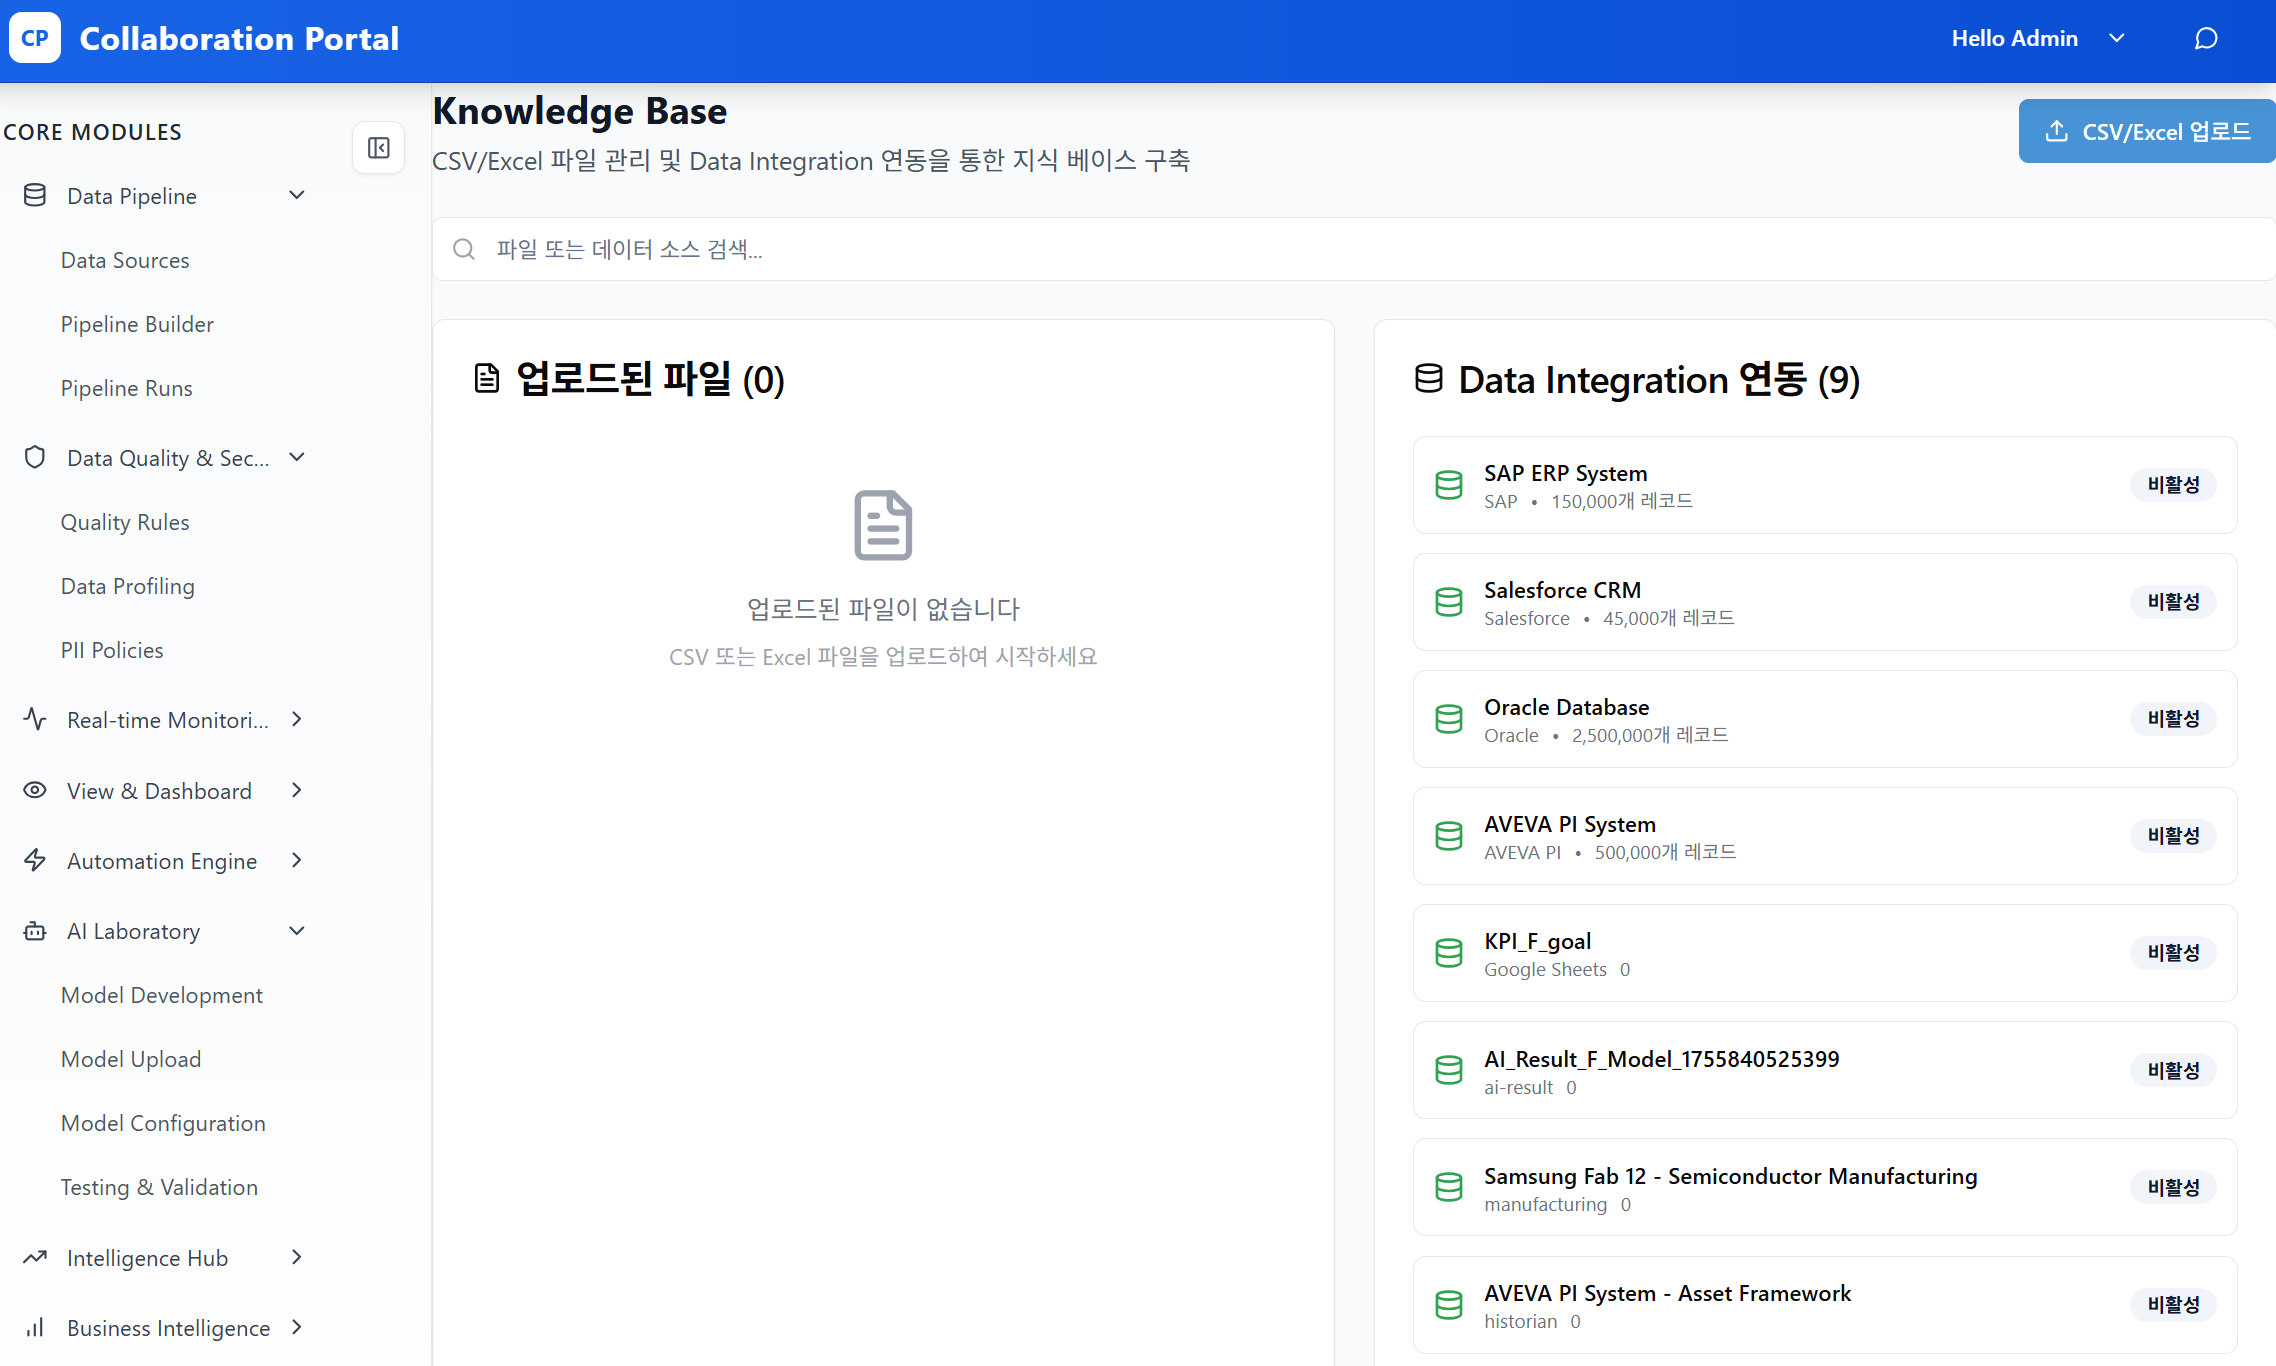 CP Collaboration Portal
Hello Admin
CORE MODULES
Data Pipeline
Data Sources
Pipeline Builder
Pipeline Runs
Data Quality & Sec...
Quality Rules
Data Profiling
PII Policies
Real-time Monitori...
View & Dashboard
Automation Engine
AI Laboratory
Model Development
Model Upload
Model Configuration
Testing & Validation
Intelligence Hub
Business Intelligence
Knowledge Base
CSV/Excel 파일 관리 및 Data Integration 연동을 통한 지식 베이스 구축
CSV/Excel 업로드
파일 또는 데이터 소스 검색...
업로드된 파일 (0)
업로드된 파일이 없습니다
CSV 또는 Excel 파일을 업로드하여 시작하세요
Data Integration 연동 (9)
SAP ERP System
SAP • 150,000개 레코드
비활성
Salesforce CRM
Salesforce • 45,000개 레코드
비활성
Oracle Database
Oracle • 2,500,000개 레코드
비활성
AVEVA PI System
AVEVA PI • 500,000개 레코드
비활성
KPI_F_goal
Google Sheets 0
비활성
AI_Result_F_Model_1755840525399
ai-result 0
비활성
Samsung Fab 12 - Semiconductor Manufacturing
manufacturing 0
비활성
AVEVA PI System - Asset Framework
historian 0
비활성